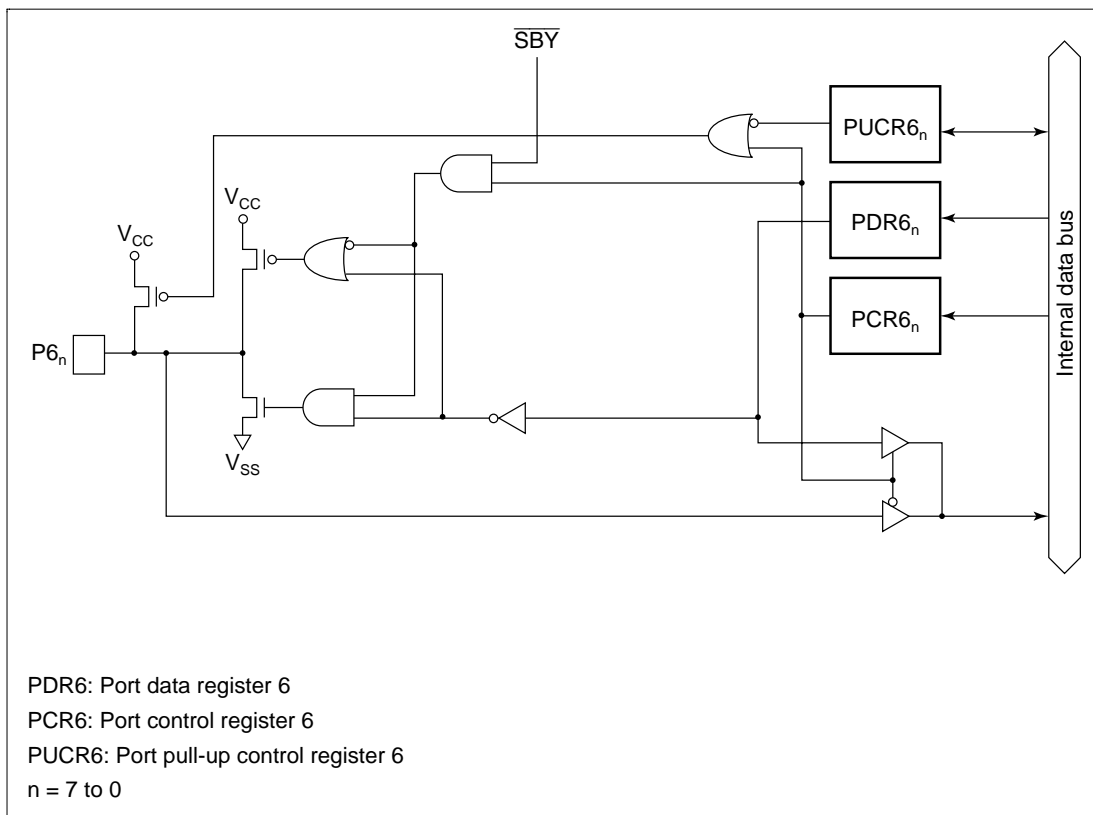 SBY
PUCR6n
PDR6n
PCR6n
Internal data bus
VCC
VCC
P6n
VSS
PDR6: Port data register 6
PCR6: Port control register 6
PUCR6: Port pull-up control register 6
n = 7 to 0